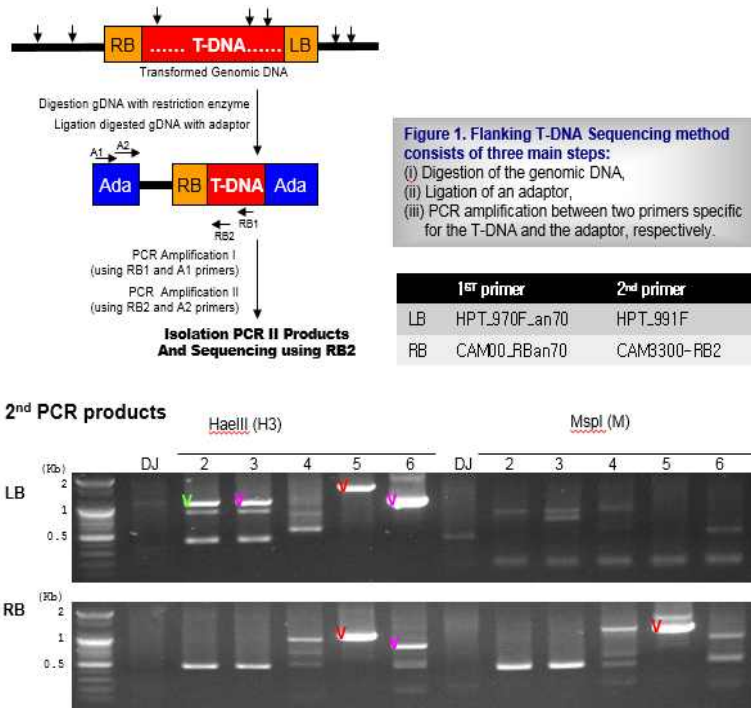 RB ...... T-DNA...... LB
Transformed Genomic DNA
Digestion gDNA with restriction enzyme
Ligation digested gDNA with adaptor
A1 A2
Ada RB T-DNA Ada
RB1
RB2
PCR Amplification I
(using RB1 and A1 primers)
PCR Amplification II
(using RB2 and A2 primers)
Isolation PCR II Products
And Sequencing using RB2
Figure 1. Flanking T-DNA Sequencing method
consists of three main steps:
(i) Digestion of the genomic DNA,
(ii) Ligation of an adaptor,
(iii) PCR amplification between two primers specific
for the T-DNA and the adaptor, respectively.
1ST primer 2nd primer
LB HPT_970F_an70 HPT_991F
RB CAM00_RBan70 CAM3300-RB2
2nd PCR products
HaeIII (H3) MspI (M)
DJ 2 3 4 5 6 DJ 2 3 4 5 6
(Kb)
LB
2
1
0.5
V V V V
RB
(Kb)
2
1
0.5
V V V